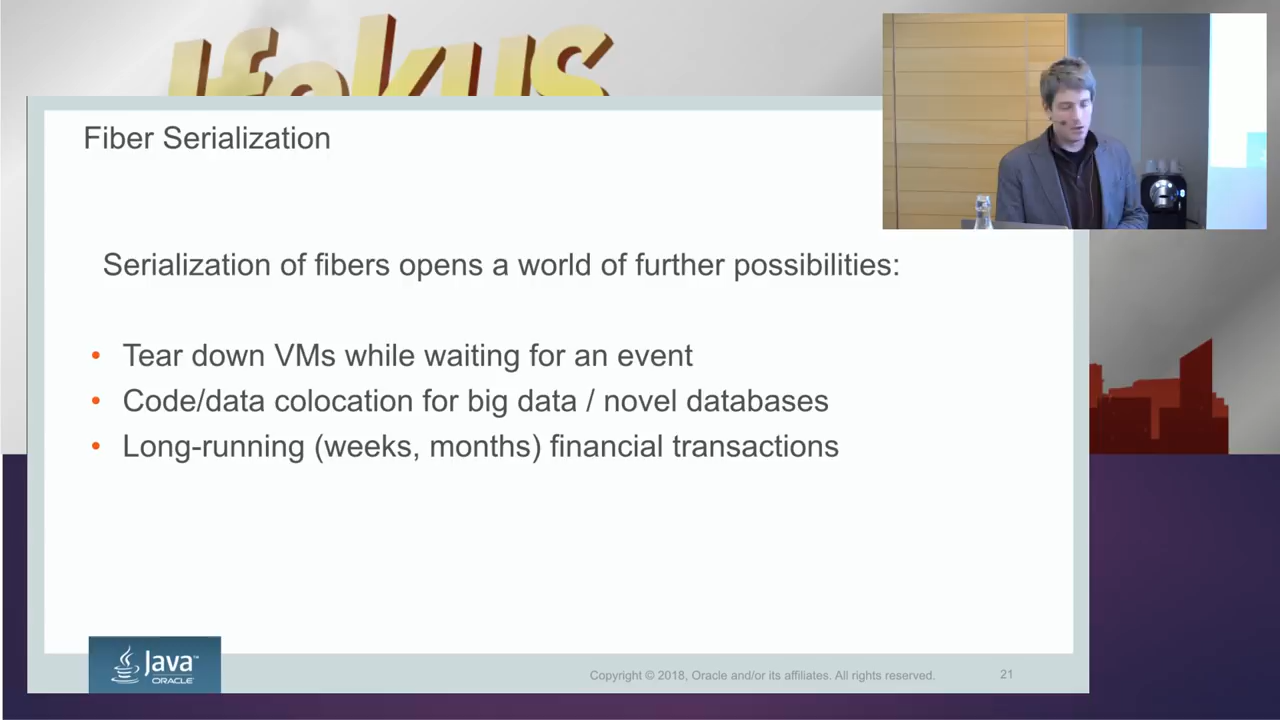 Jfokus
Fiber Serialization
Serialization of fibers opens a world of further possibilities:
• Tear down VMs while waiting for an event
• Code/data colocation for big data / novel databases
• Long-running (weeks, months) financial transactions
Java™
ORACLE
Copyright © 2018, Oracle and/or its affiliates. All rights reserved.
21